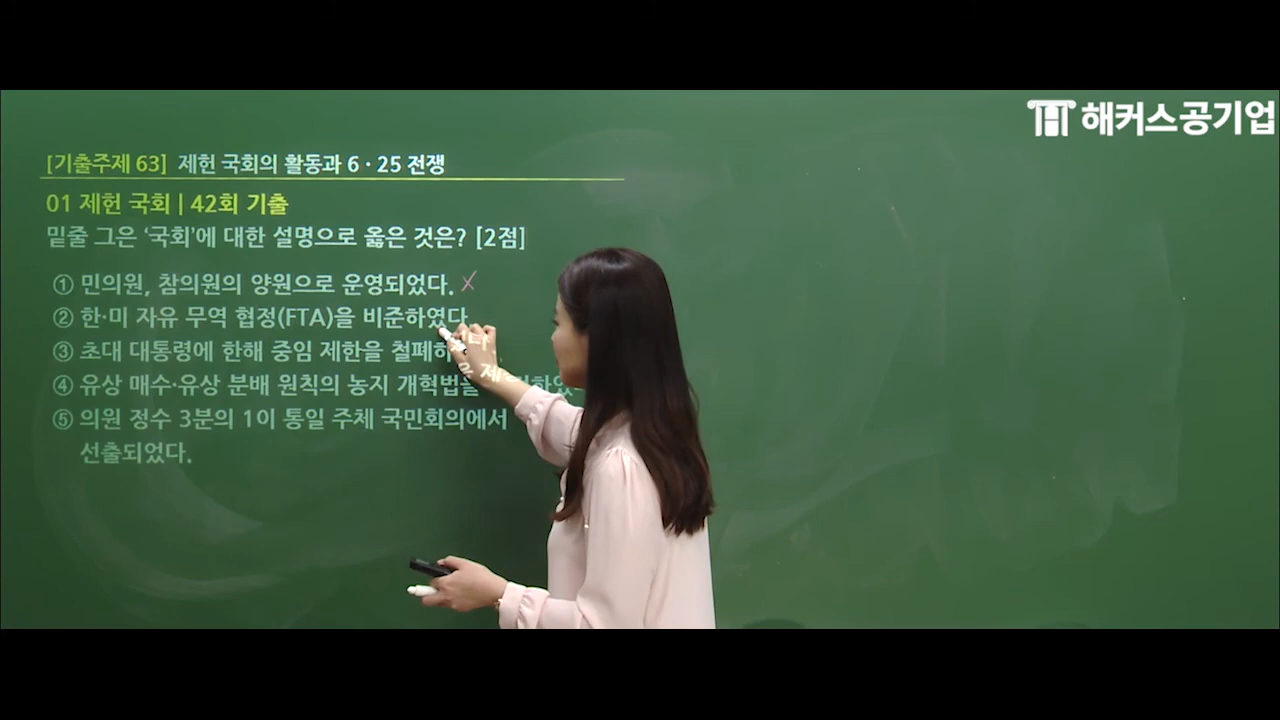 해커스공기업
[기출주제 63] 제헌 국회의 활동과 6·25 전쟁
01 제헌 국회 | 42회 기출
밑줄 그은 '국회'에 대한 설명으로 옳은 것은? [2점]
① 민의원, 참의원의 양원으로 운영되었다.
② 한·미 자유 무역 협정(FTA)을 비준하였다.
③ 초대 대통령에 한해 중임 제한을 철폐하
④ 유상 매수·유상 분배 원칙의 농지 개혁법을
⑤ 의원 정수 3분의 1이 통일 주체 국민회의에서
선출되었다.